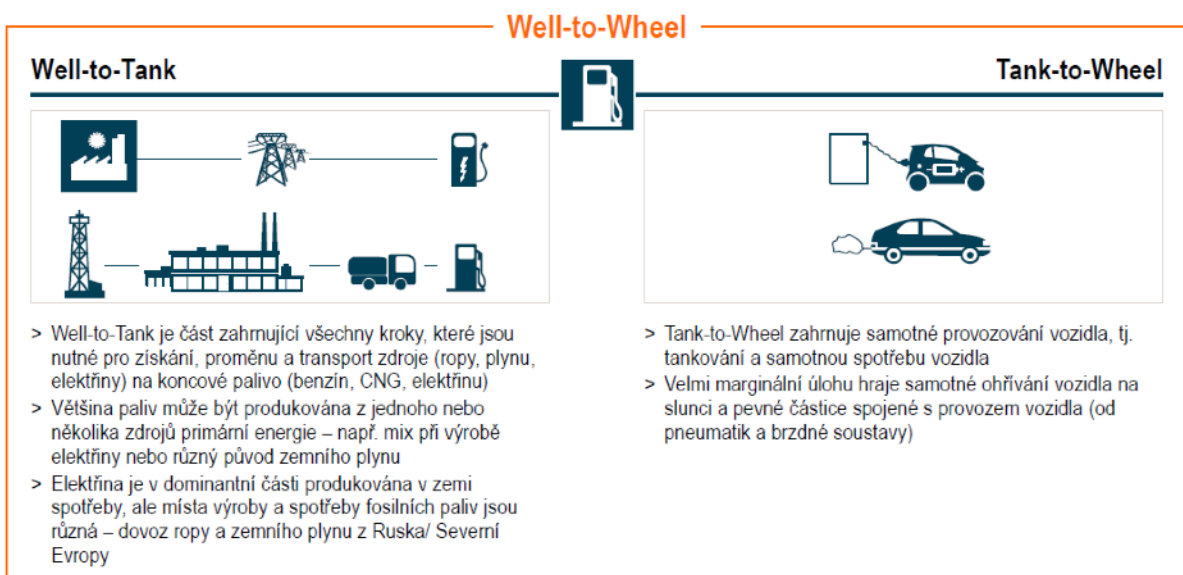 Well-to-Wheel
Well-to-Tank
Tank-to-Wheel
> Well-to-Tank je část zahrnující všechny kroky, které jsou
nutné pro získání, proměnu a transport zdroje (ropy, plynu,
elektřiny) na koncové palivo (benzín, CNG, elektřinu)
> Většina paliv může být produkována z jednoho nebo
několika zdrojů primární energie – např. mix při výrobě
elektřiny nebo různý původ zemního plynu
> Elektřina je v dominantní části produkována v zemi
spotřeby, ale místa výroby a spotřeby fosilních paliv jsou
různá – dovoz ropy a zemního plynu z Ruska/ Severní
Evropy
> Tank-to-Wheel zahrnuje samotné provozování vozidla, tj.
tankování a samotnou spotřebu vozidla
> Velmi marginální úlohu hraje samotné ohřívání vozidla na
slunci a pevné částice spojené s provozem vozidla (od
pneumatik a brzdné soustavy)